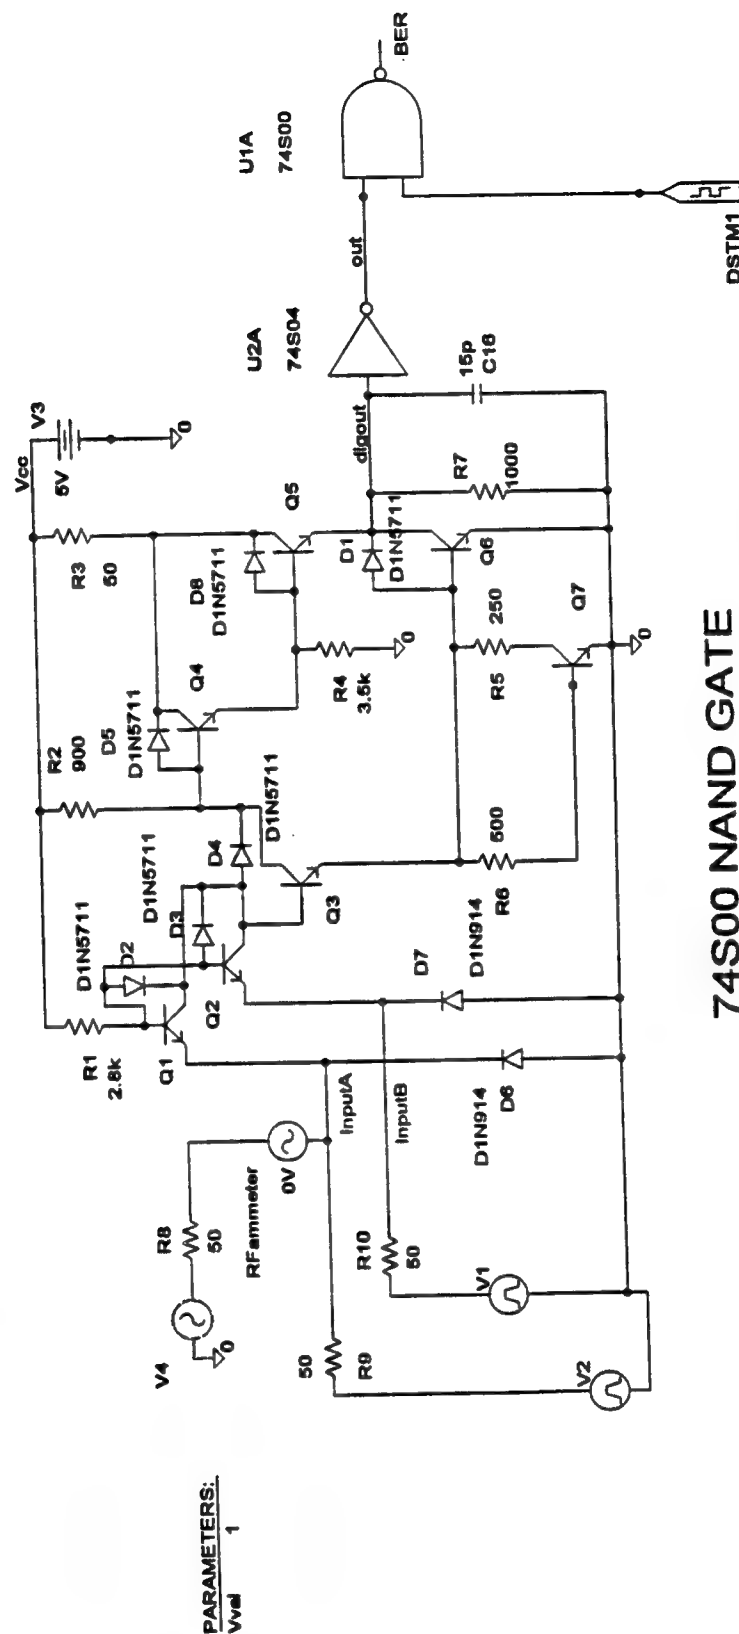 PARAMETERS:
Vval 1
V4
0
R8
50
RFammeter
0V
50
R9
R10
50
V2
V1
InputA
InputB
R1
2.8k
Q1
D1N5711
D2
Q2
D1N5711
D3
D4
D1N5711
Q3
R2
900
D5
D1N5711
Q4
R3
50
Vcc
V3
5V
0
D8
D1N5711
Q5
R4
3.5k
0
D1
D1N5711
Q6
250
R5
Q7
0
500
R6
D7
D1N914
D1N914
D6
digout
R7
1000
15p
C16
U2A
74S04
out
U1A
74S00
BER
DSTM1
74S00 NAND GATE